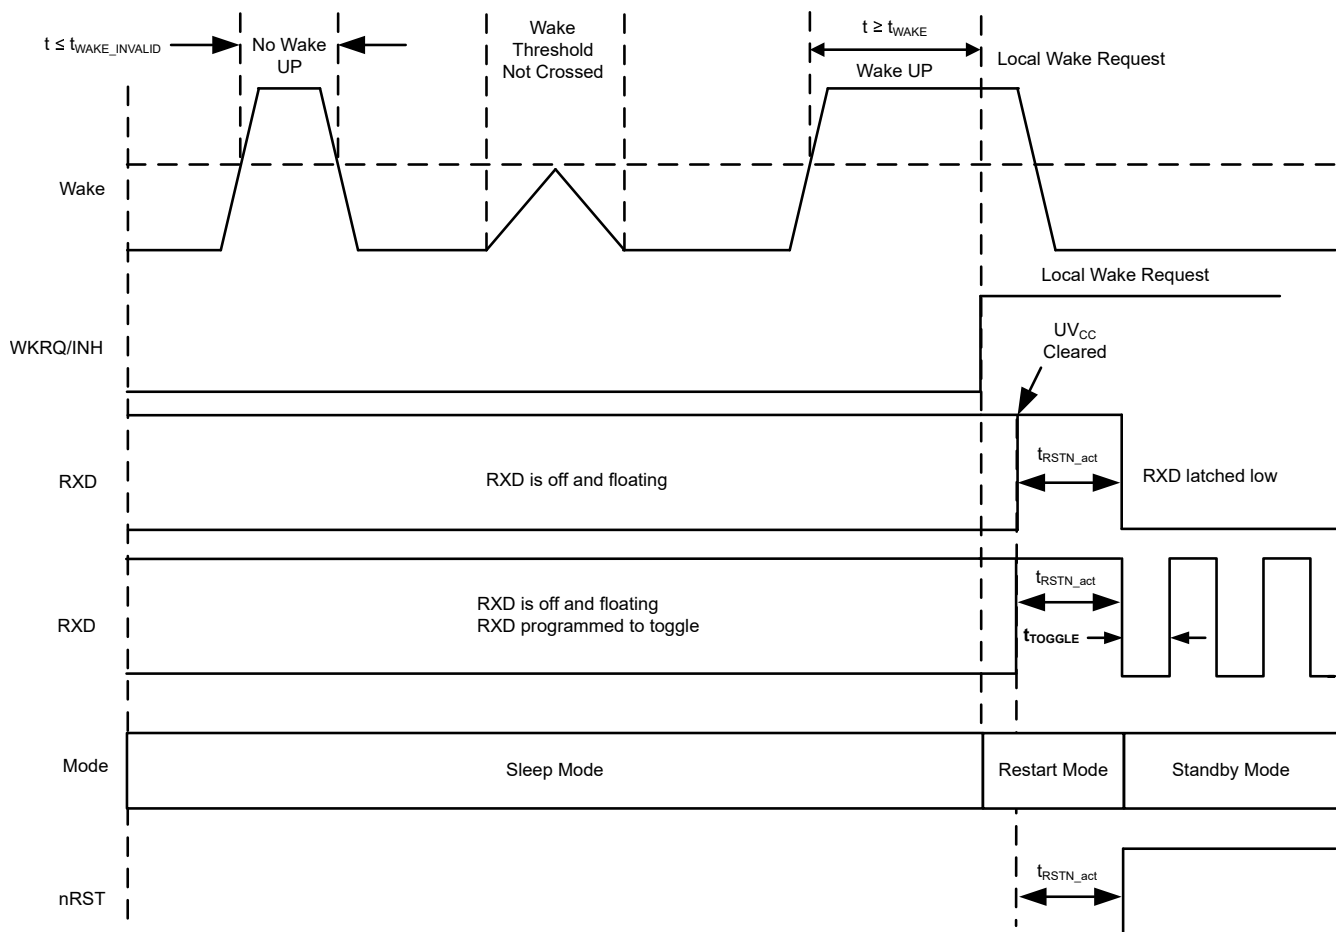 t ≤ tWAKE_INVALID
No Wake
UP
Wake
Threshold
Not Crossed
t ≥ tWAKE
Wake UP
Local Wake Request
Wake
Local Wake Request
WKRQ/INH
UVCC
Cleared
RXD
RXD is off and floating
tRSTN_act
RXD latched low
RXD
RXD is off and floating
RXD programmed to toggle
tRSTN_act
tTOGGLE
Mode
Sleep Mode
Restart Mode
Standby Mode
nRST
tRSTN_act